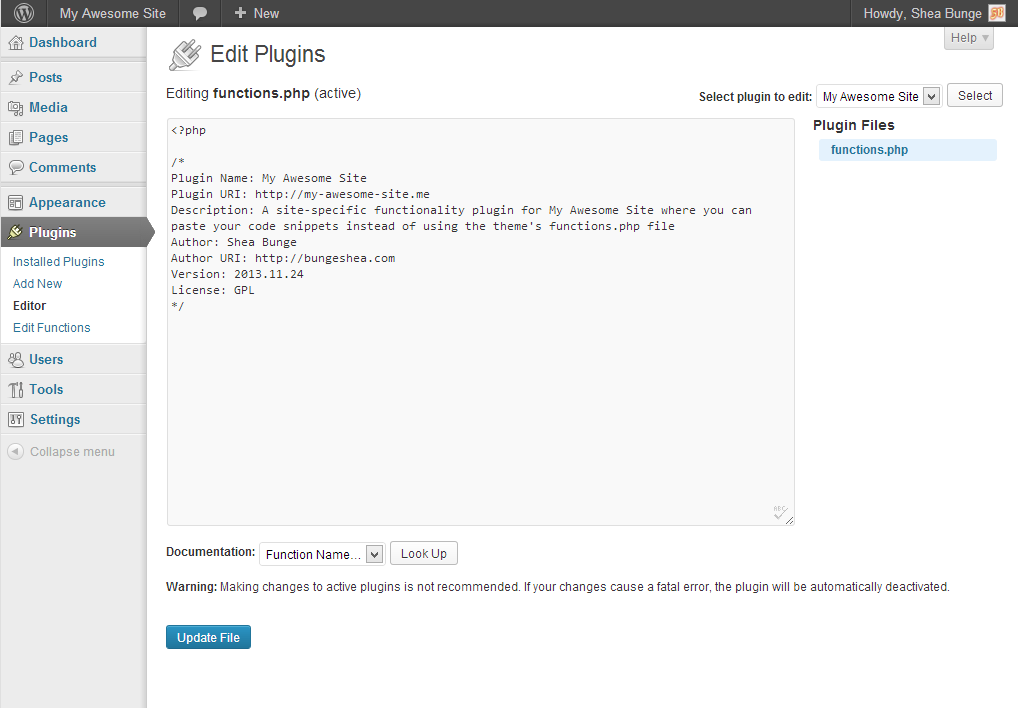 My Awesome Site
New
Howdy, Shea Bunge
Help
Dashboard
Posts
Media
Pages
Comments
Appearance
Plugins
Installed Plugins
Add New
Editor
Edit Functions
Users
Tools
Settings
Collapse menu
Edit Plugins
Editing functions.php (active)
Select plugin to edit: My Awesome Site Select
<?php
/*
Plugin Name: My Awesome Site
Plugin URI: http://my-awesome-site.me
Description: A site-specific functionality plugin for My Awesome Site where you can
paste your code snippets instead of using the theme's functions.php file
Author: Shea Bunge
Author URI: http://bungeshea.com
Version: 2013.11.24
License: GPL
*/
ABC
Plugin Files
functions.php
Documentation: Function Name... Look Up
Warning: Making changes to active plugins is not recommended. If your changes cause a fatal error, the plugin will be automatically deactivated.
Update File